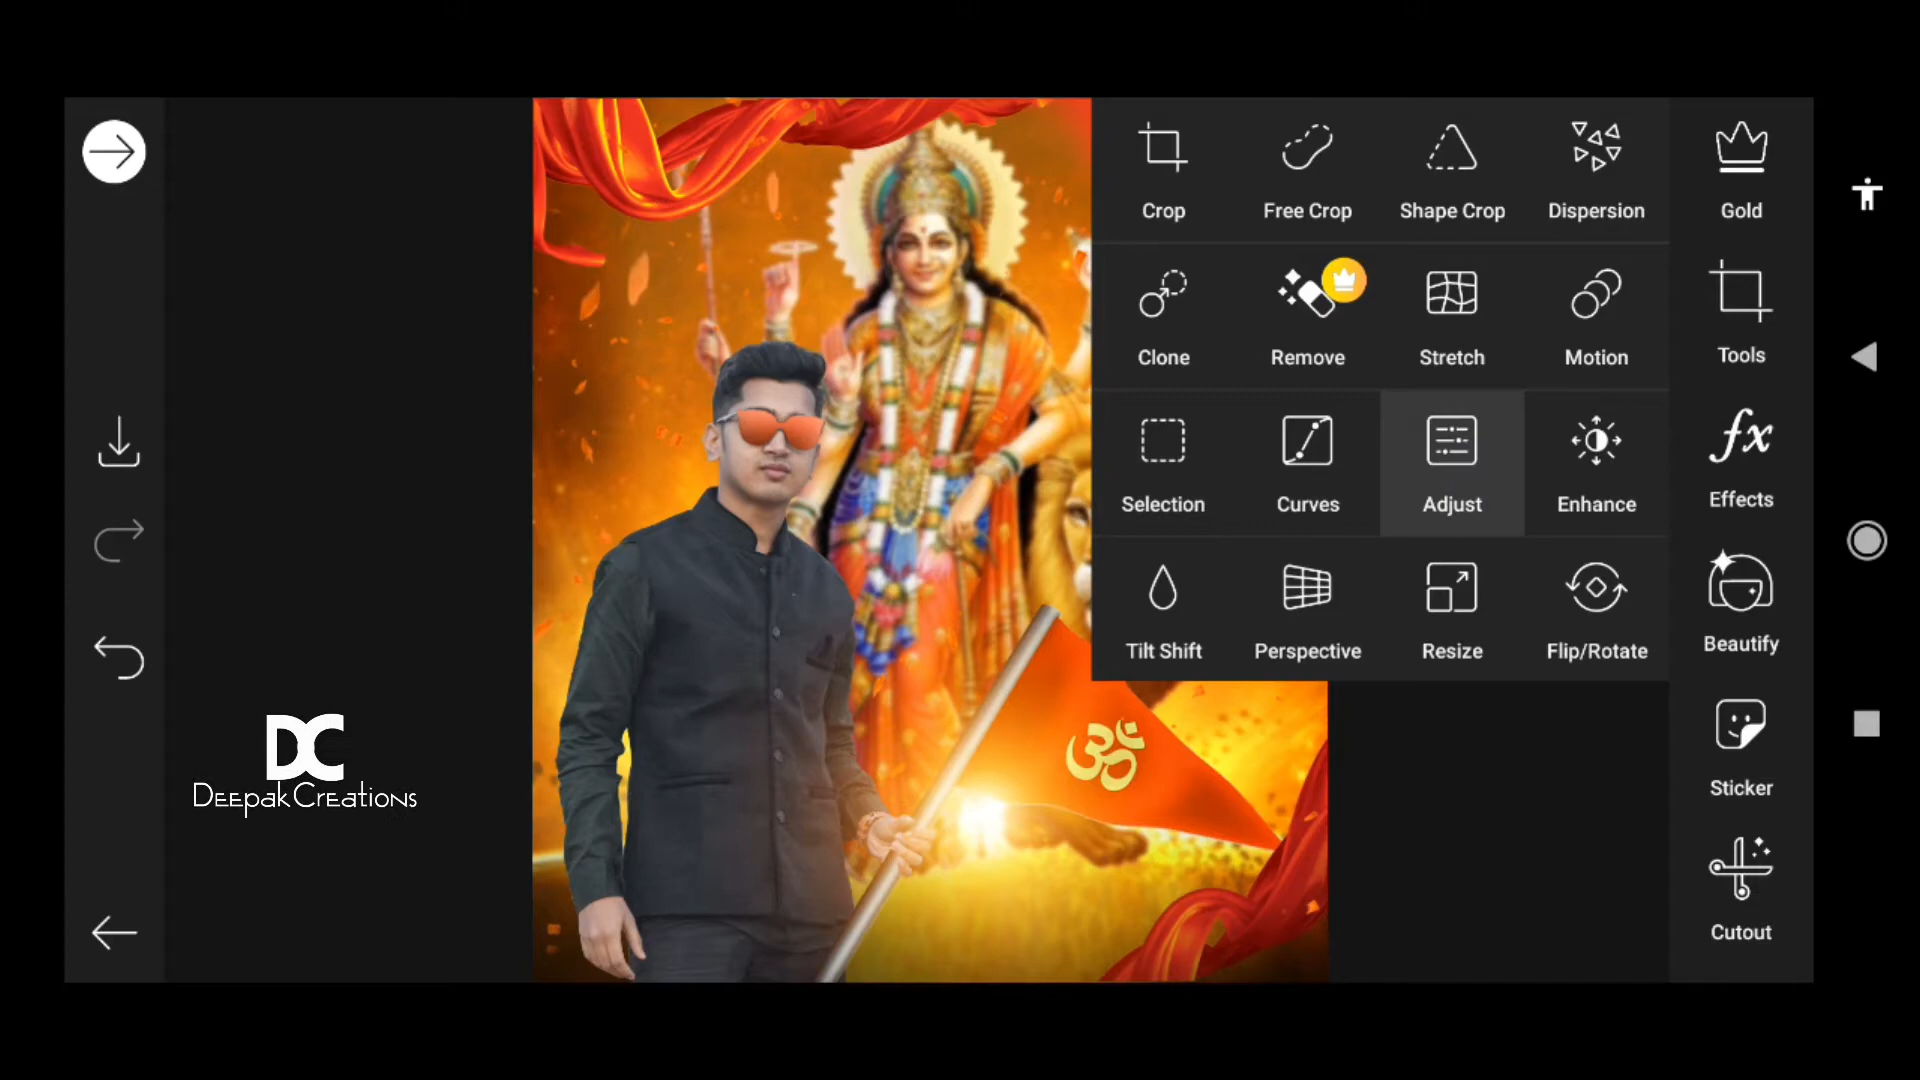 Crop
Free Crop
Shape Crop
Dispersion
Gold
Clone
Remove
Stretch
Motion
Tools
Selection
Curves
Adjust
Enhance
Effects
Tilt Shift
Perspective
Resize
Flip/Rotate
Beautify
Sticker
Cutout
DC
DeepakCreations
ॐ